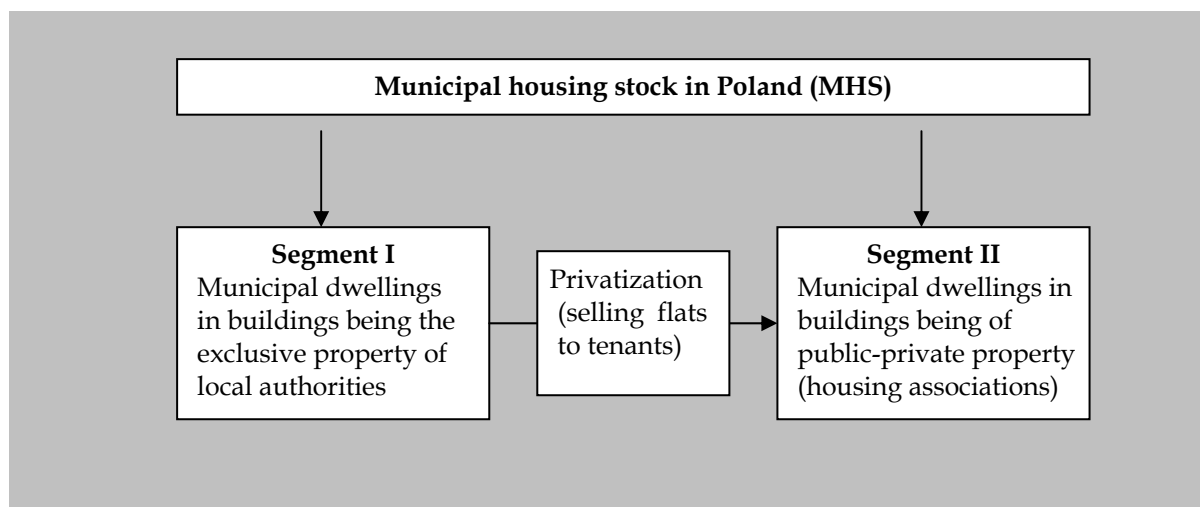 Municipal housing stock in Poland (MHS)
Segment I
Municipal dwellings
in buildings being the
exclusive property of
local authorities
Privatization
(selling flats
to tenants)
Segment II
Municipal dwellings in
buildings being of
public-private property
(housing associations)